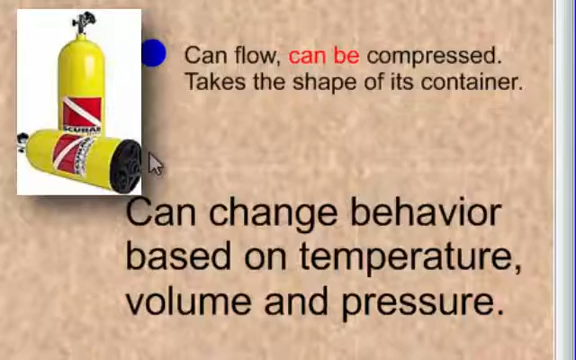 Can flow, can be compressed.
Takes the shape of its container.
SCUBA
Can change behavior
based on temperature,
volume and pressure.